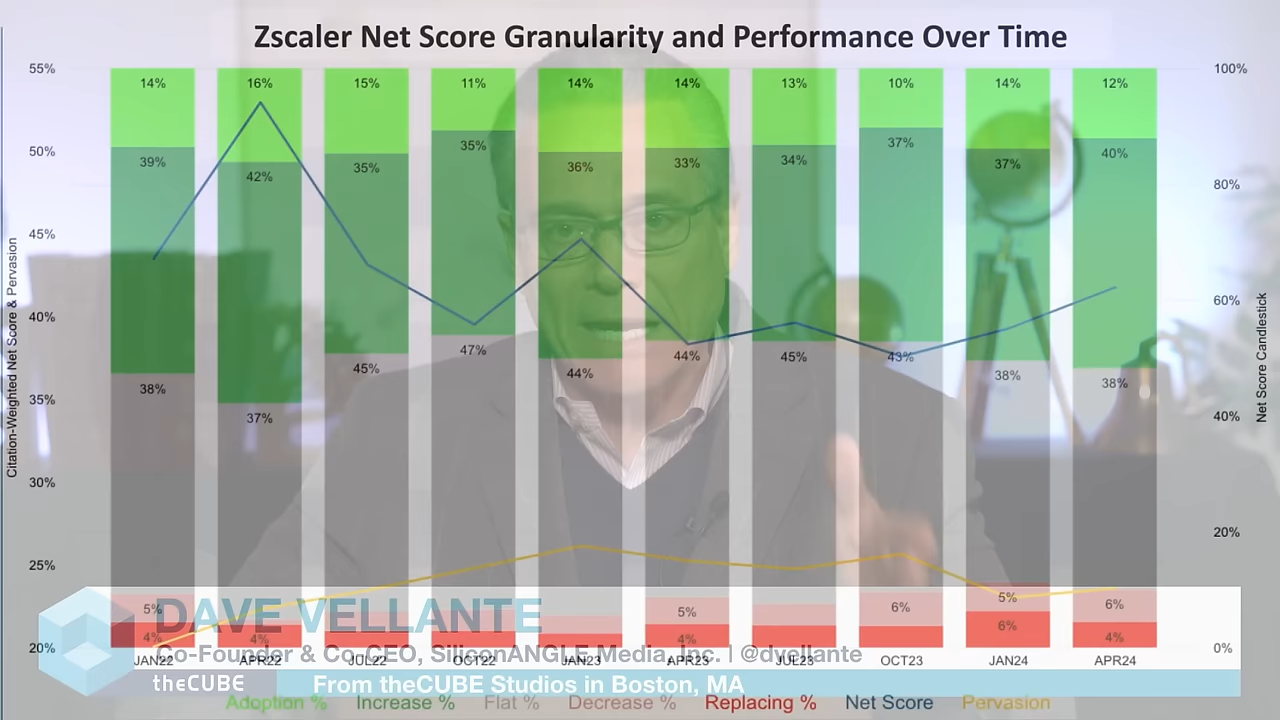 Zscaler Net Score Granularity and Performance Over Time
55% 100%
14% 16% 15% 11% 14% 14% 13% 10% 14% 12%
50%
39% 42% 35% 35% 36% 33% 34% 37% 37% 40%
80%
45%
Citation-Weighted Net Score & Pervasion
Net Score Candlestick
40% 60%
38% 37% 45% 47% 44% 44% 45% 43% 38% 38%
35% 40%
30%
20%
25%
5% 5% 6% 5% 6%
4% 4% 4% 6% 4%
20% 0%
JAN22 APR22 JUL22 OCT22 JAN23 APR23 JUL23 OCT23 JAN24 APR24
DAVE VELLANTE
Co-Founder & Co-CEO, SiliconANGLE Media, Inc. | @dvellante
theCUBE From theCUBE Studios in Boston, MA
Adoption % Increase % Flat % Decrease % Replacing % Net Score Pervasion